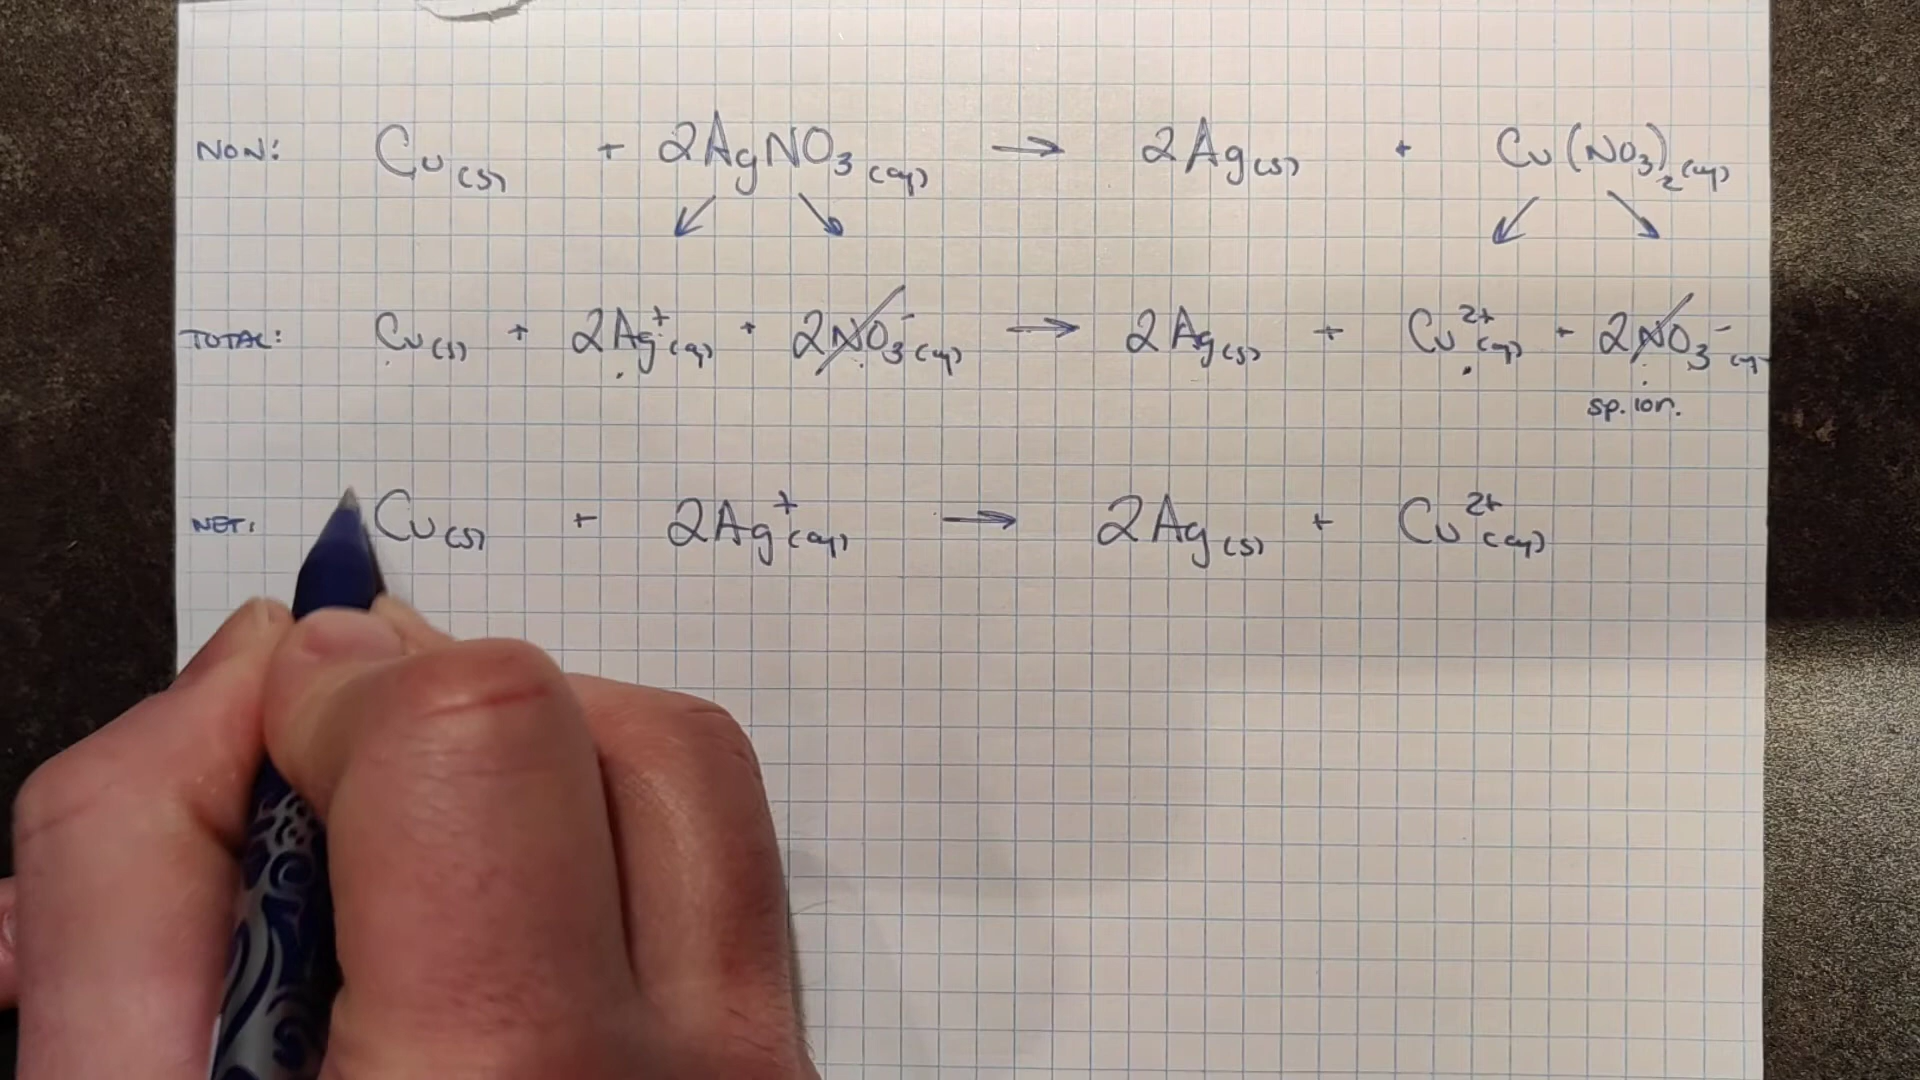 NON: Cu(s) + 2AgNO3(aq) → 2Ag(s) + Cu(NO3)2(aq)
TOTAL: Cu(s) + 2Ag+(aq) + 2NO3-(aq) → 2Ag(s) + Cu2+(aq) + 2NO3-(aq)
sp. ion.
NET: Cu(s) + 2Ag+(aq) → 2Ag(s) + Cu2+(aq)